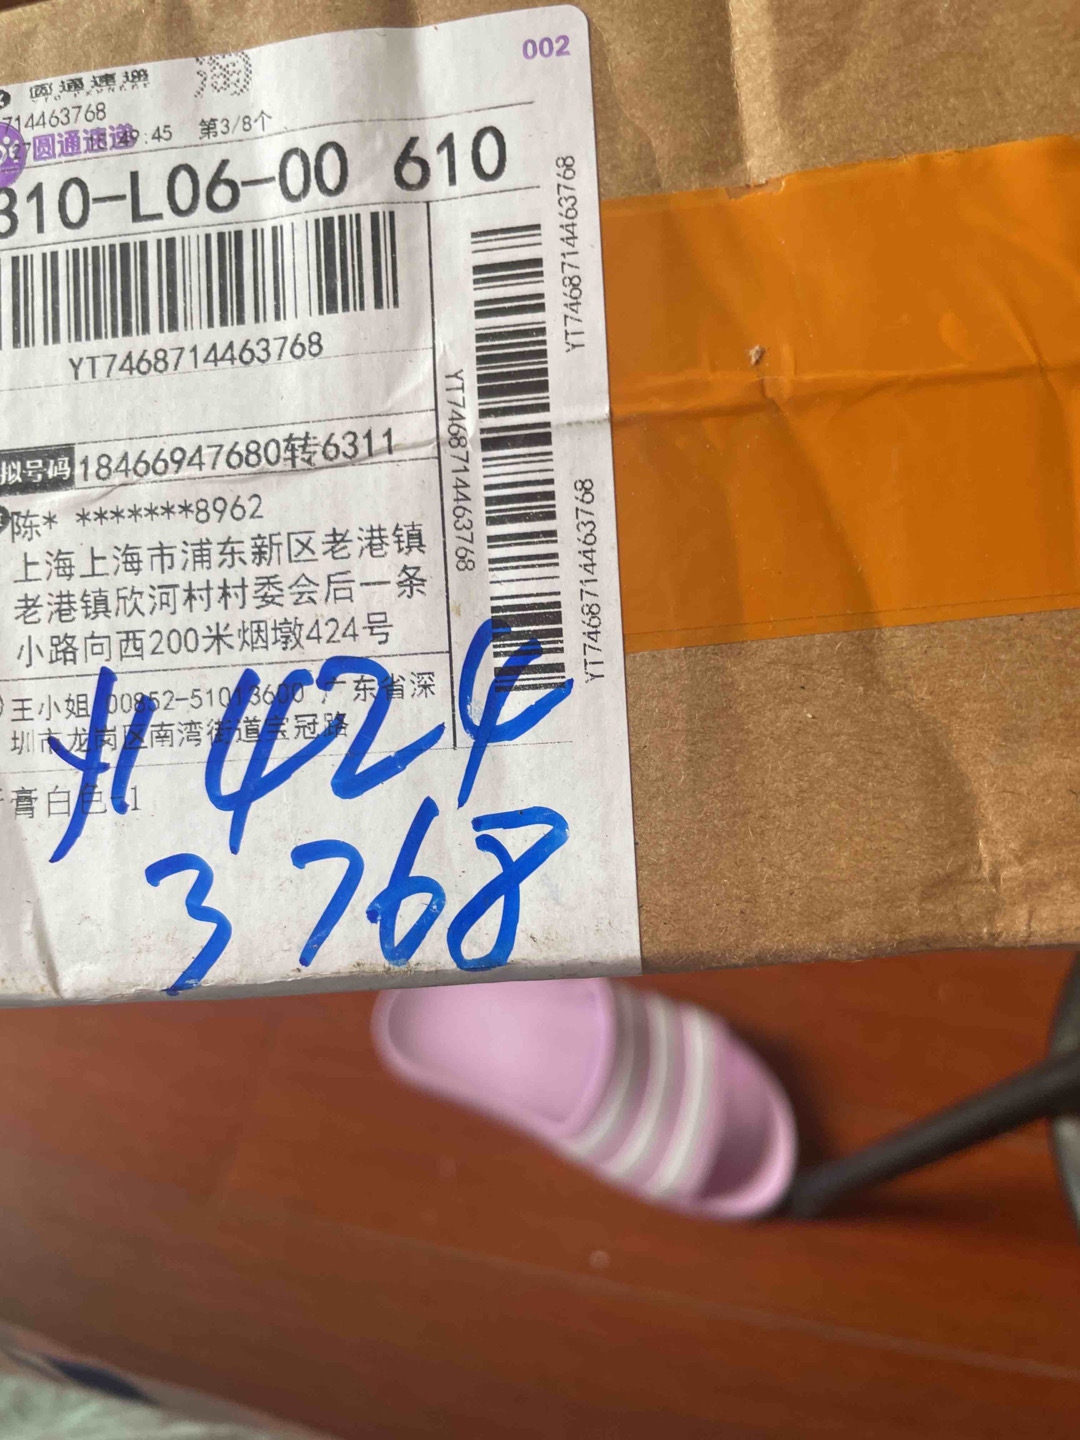 002
圆通速递
714463768
圆通速递 :49:45 第3/8个
310-L06-00 610
YT7468714463768
YT7468714463768
YT7468714463768
YT7468714463768
拟号码 18466947680转6311
陈* *******8962
上海上海市浦东新区老港镇
老港镇欣河村村委会后一条
小路向西200米烟墩424号
王小姐 00852-51013600 广东省深
圳市龙岗区南湾街道宝冠路
膏白色-1
424
3768